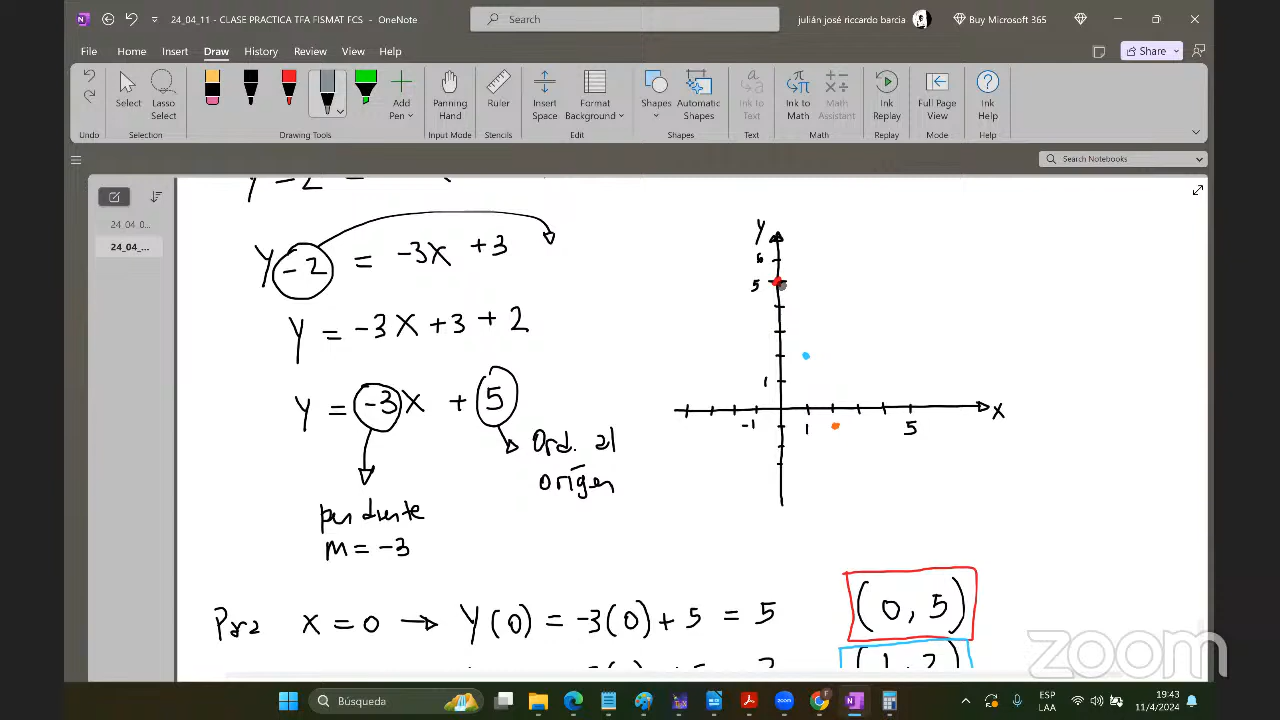 24_04_11 - CLASE PRACTICA TFA FISMAT FCS - OneNote
Search
julián josé riccardo barcia
Buy Microsoft 365
File Home Insert Draw History Review View Help
Share
Select
Lasso Select
Add Pen
Panning Hand
Ruler
Insert Space
Format Background
Shapes
Automatic Shapes
Ink to Text
Ink to Math
Math Assistant
Ink Replay
Full Page View
Ink Help
Undo Selection Drawing Tools Input Mode Stencils Edit Shapes Math Replay Mode Help
Search Notebooks
24_04_0...
24_04_...
y - 2 =
y - 2 = -3x + 3
y = -3x + 3 + 2
y = -3x + 5
Ord. al
origen
pendiente
m = -3
y
6
5
1
-1 1 5 x
Para x = 0 → y(0) = -3(0) + 5 = 5 (0, 5)
(1, 2)
zoom
Búsqueda
ESP
LAA
19:43
11/4/2024